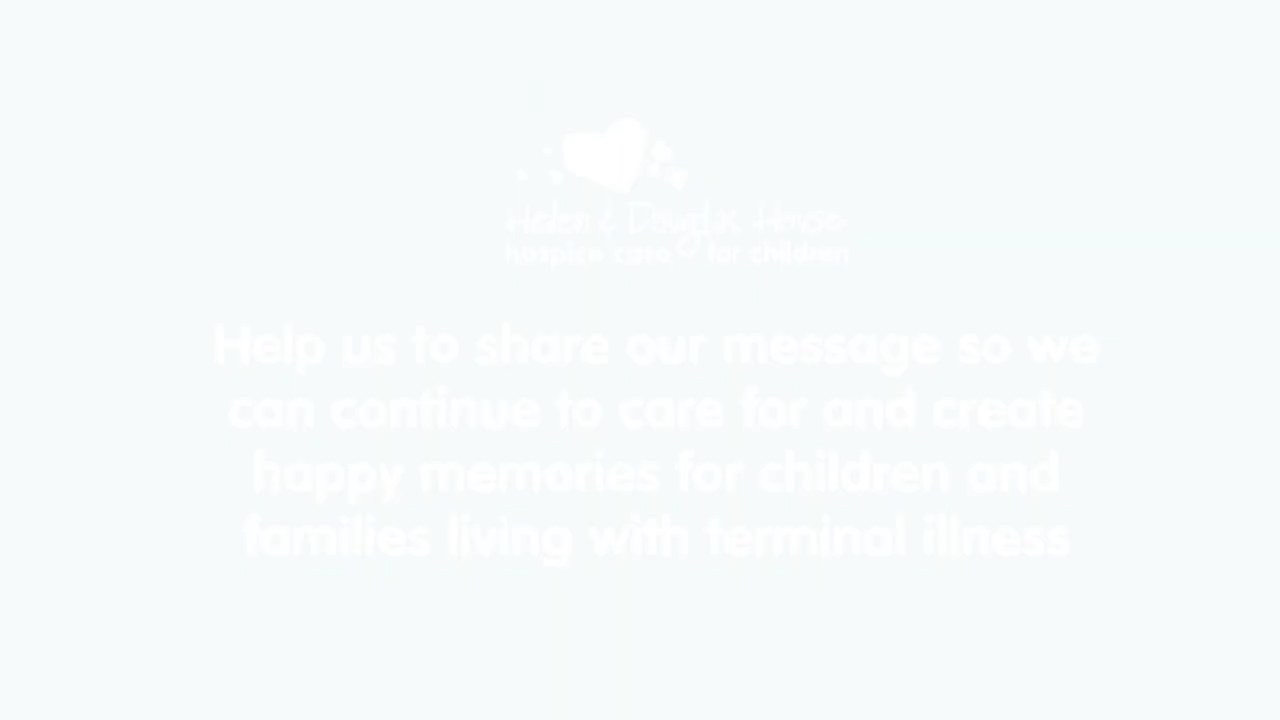 Helen & Douglas House
hospice care for children
Help us to share our message so we
can continue to care for and create
happy memories for children and
families living with terminal illness